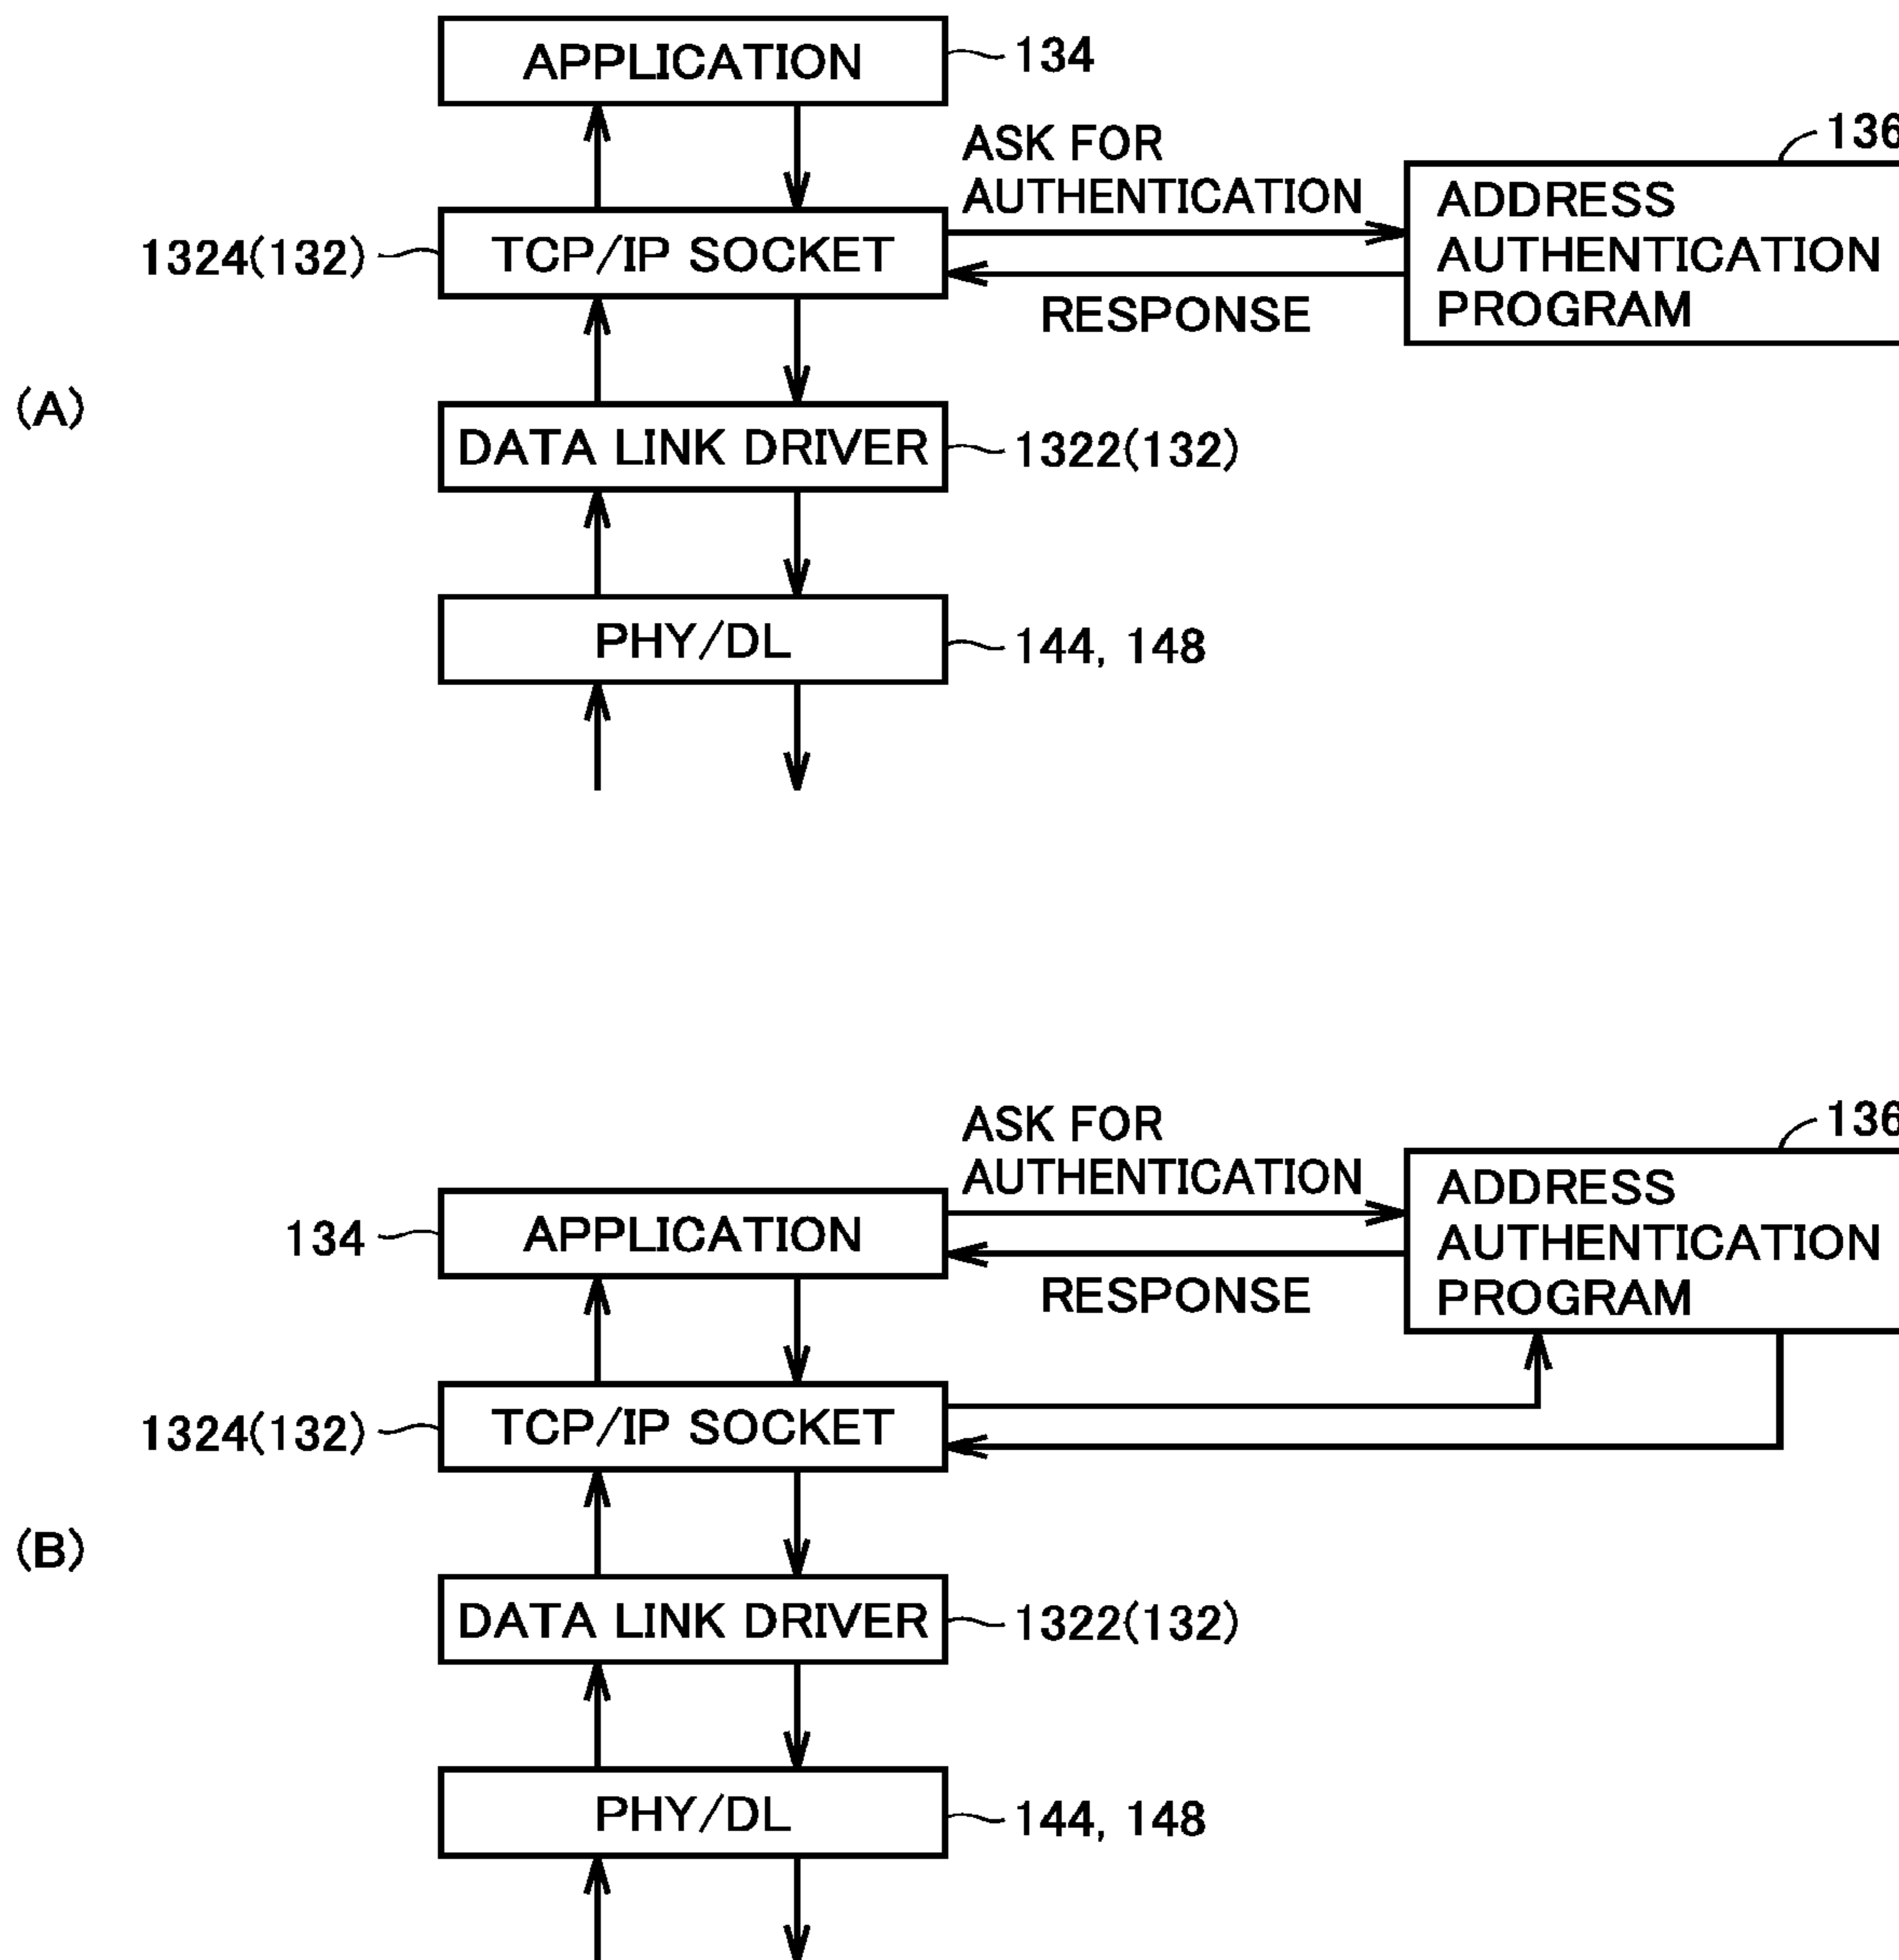 APPLICATION
134
ASK FOR
AUTHENTICATION
136
ADDRESS
AUTHENTICATION
PROGRAM
1324(132)
TCP/IP SOCKET
RESPONSE
(A)
DATA LINK DRIVER
1322(132)
PHY/DL
144, 148
ASK FOR
AUTHENTICATION
136
ADDRESS
AUTHENTICATION
PROGRAM
134
APPLICATION
RESPONSE
1324(132)
TCP/IP SOCKET
(B)
DATA LINK DRIVER
1322(132)
PHY/DL
144, 148